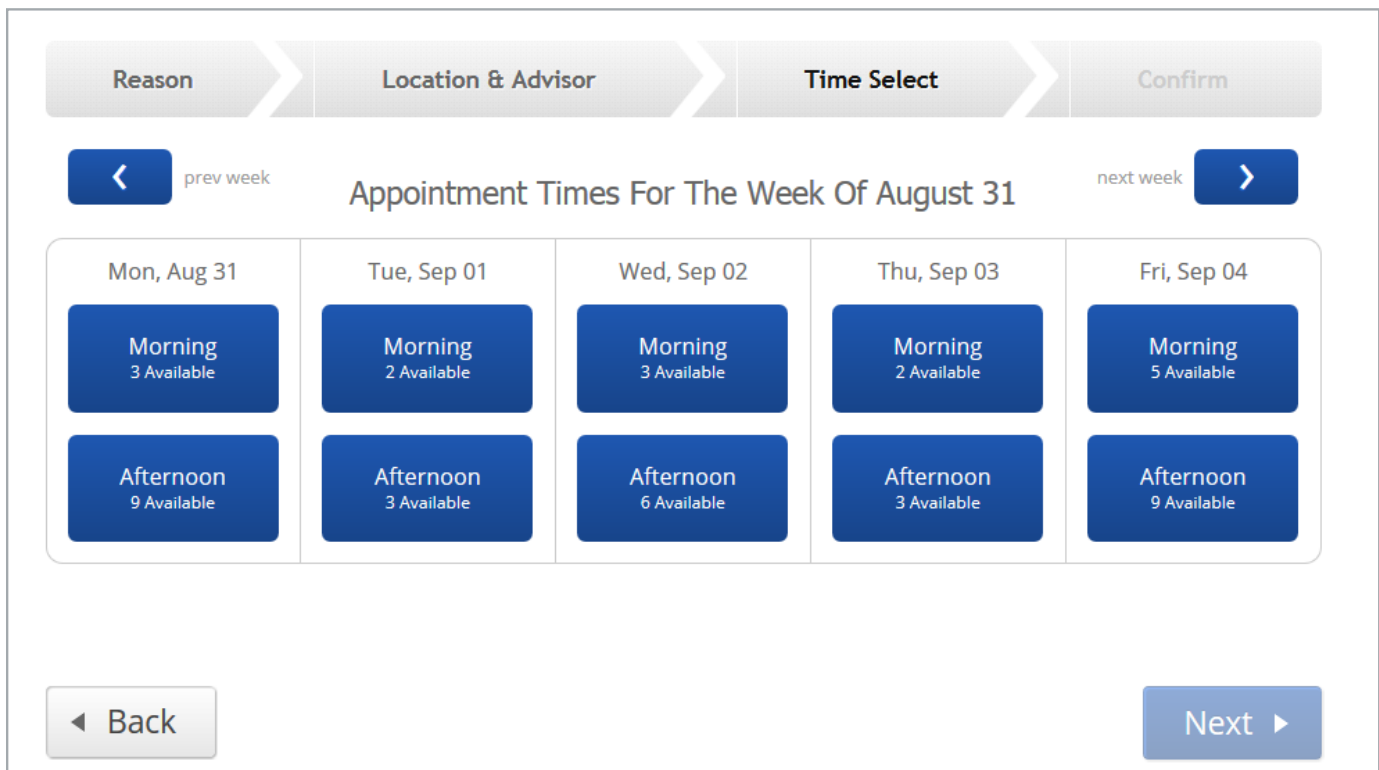 Reason
Location & Advisor
Time Select
Confirm
prev week
Appointment Times For The Week Of August 31
next week
Mon, Aug 31
Tue, Sep 01
Wed, Sep 02
Thu, Sep 03
Fri, Sep 04
Morning
3 Available
Morning
2 Available
Morning
3 Available
Morning
2 Available
Morning
5 Available
Afternoon
9 Available
Afternoon
3 Available
Afternoon
6 Available
Afternoon
3 Available
Afternoon
9 Available
Back
Next